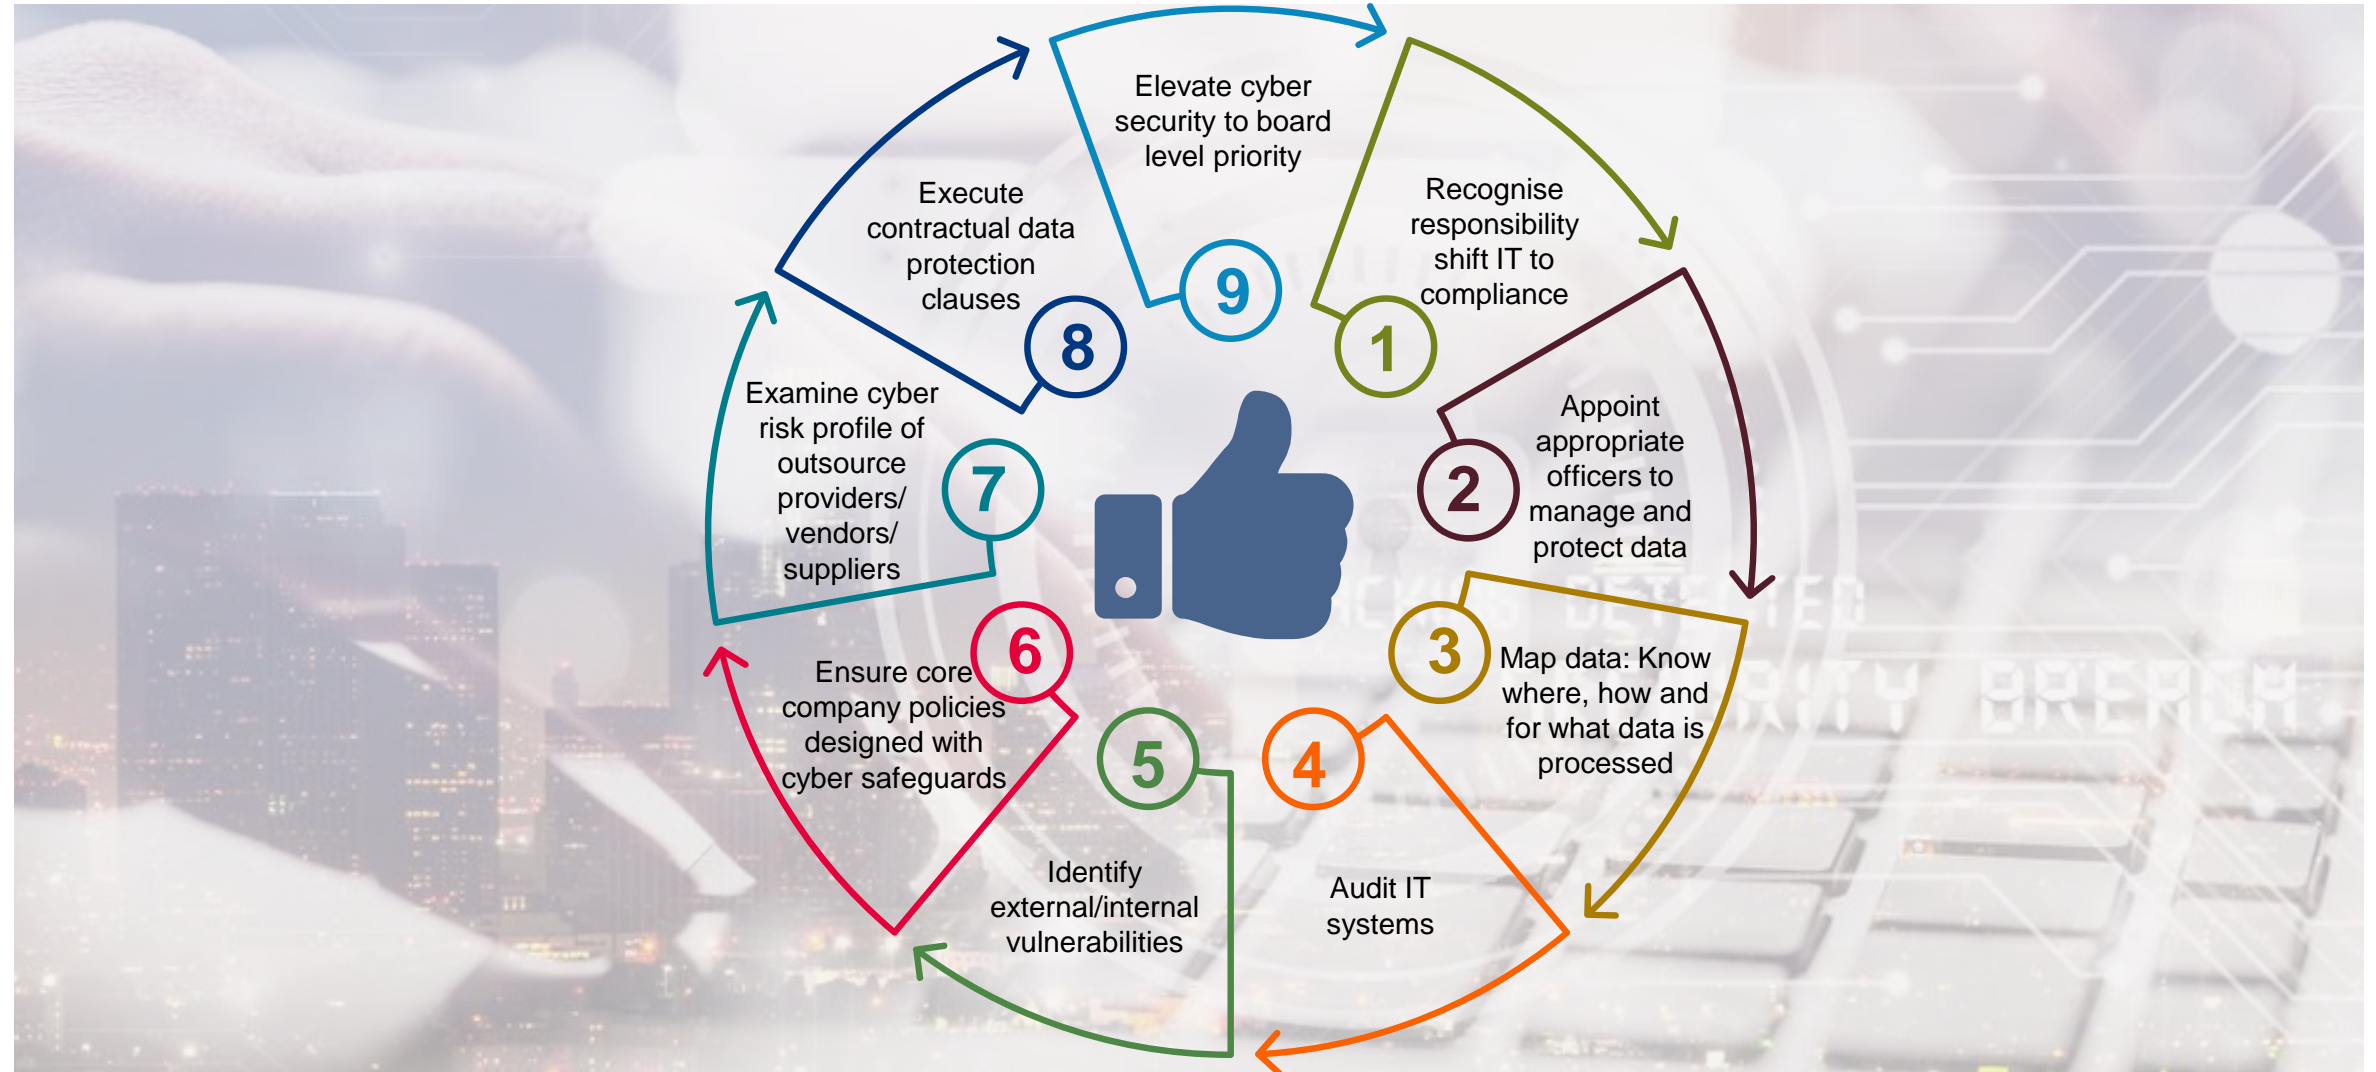 Elevate cyber
security to board
level priority
9
Recognise
responsibility
shift IT to
compliance
1
Appoint
appropriate
officers to
manage and
protect data
2
Map data: Know
where, how and
for what data is
processed
3
Audit IT
systems
4
Identify
external/internal
vulnerabilities
5
Ensure core
company policies
designed with
cyber safeguards
6
Examine cyber
risk profile of
outsource
providers/
vendors/
suppliers
7
Execute
contractual data
protection
clauses
8
BREACH